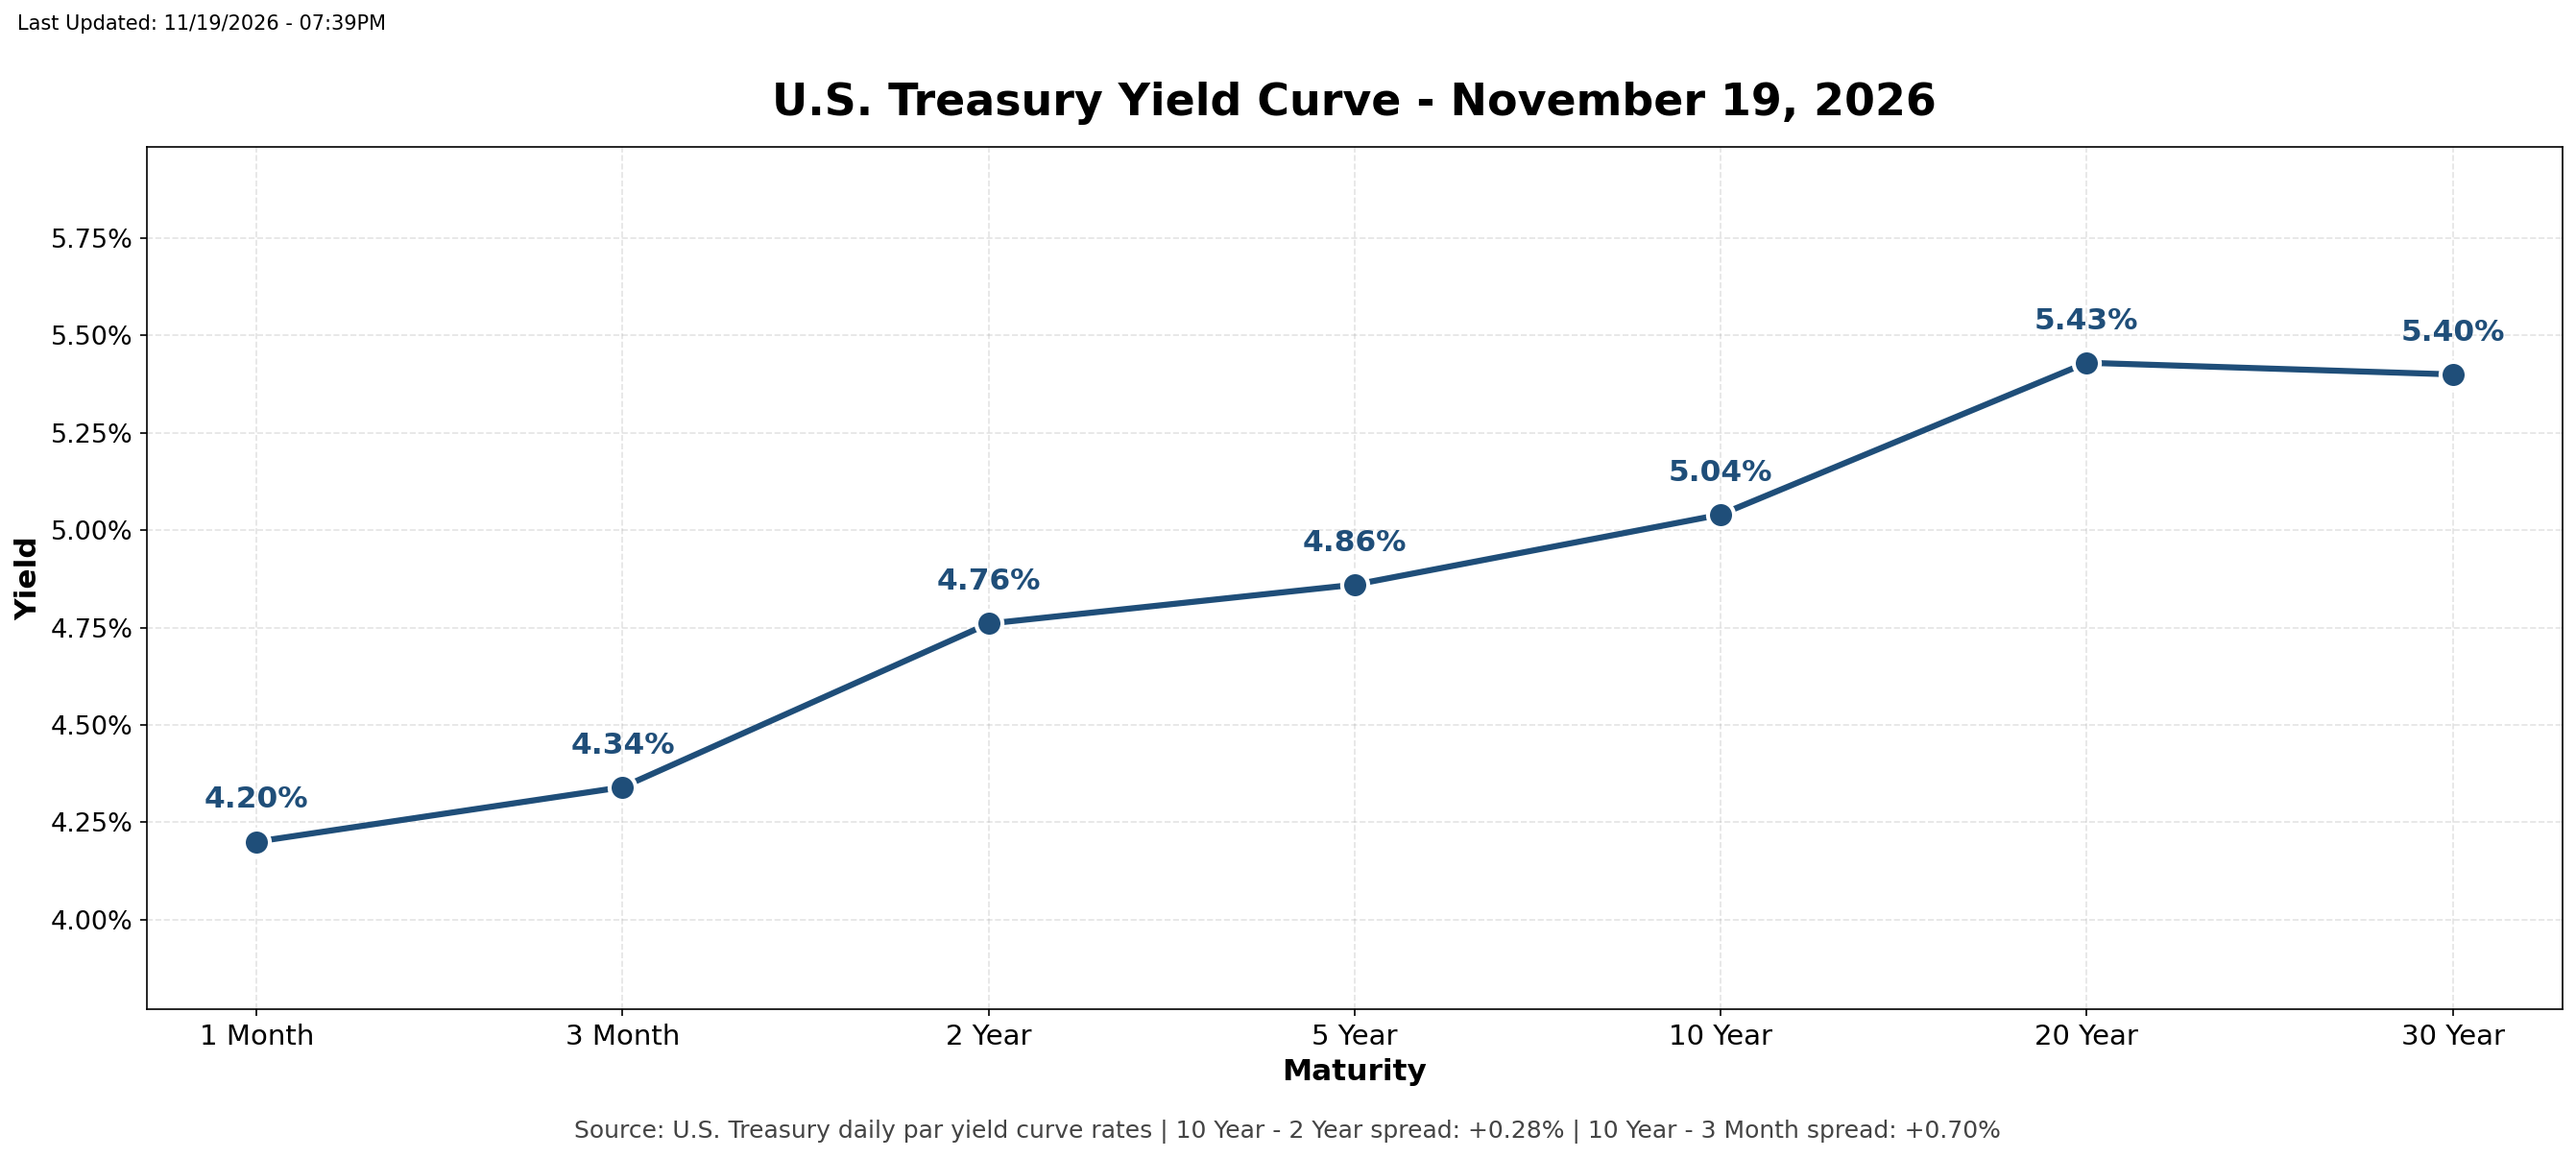 Last Updated: 11/19/2026 - 07:39PM
U.S. Treasury Yield Curve - November 19, 2026
5.75%
5.50%
5.25%
5.00%
4.75%
4.50%
4.25%
4.00%
Yield
4.20%
4.34%
4.76%
4.86%
5.04%
5.43%
5.40%
1 Month
3 Month
2 Year
5 Year
10 Year
20 Year
30 Year
Maturity
Source: U.S. Treasury daily par yield curve rates | 10 Year - 2 Year spread: +0.28% | 10 Year - 3 Month spread: +0.70%